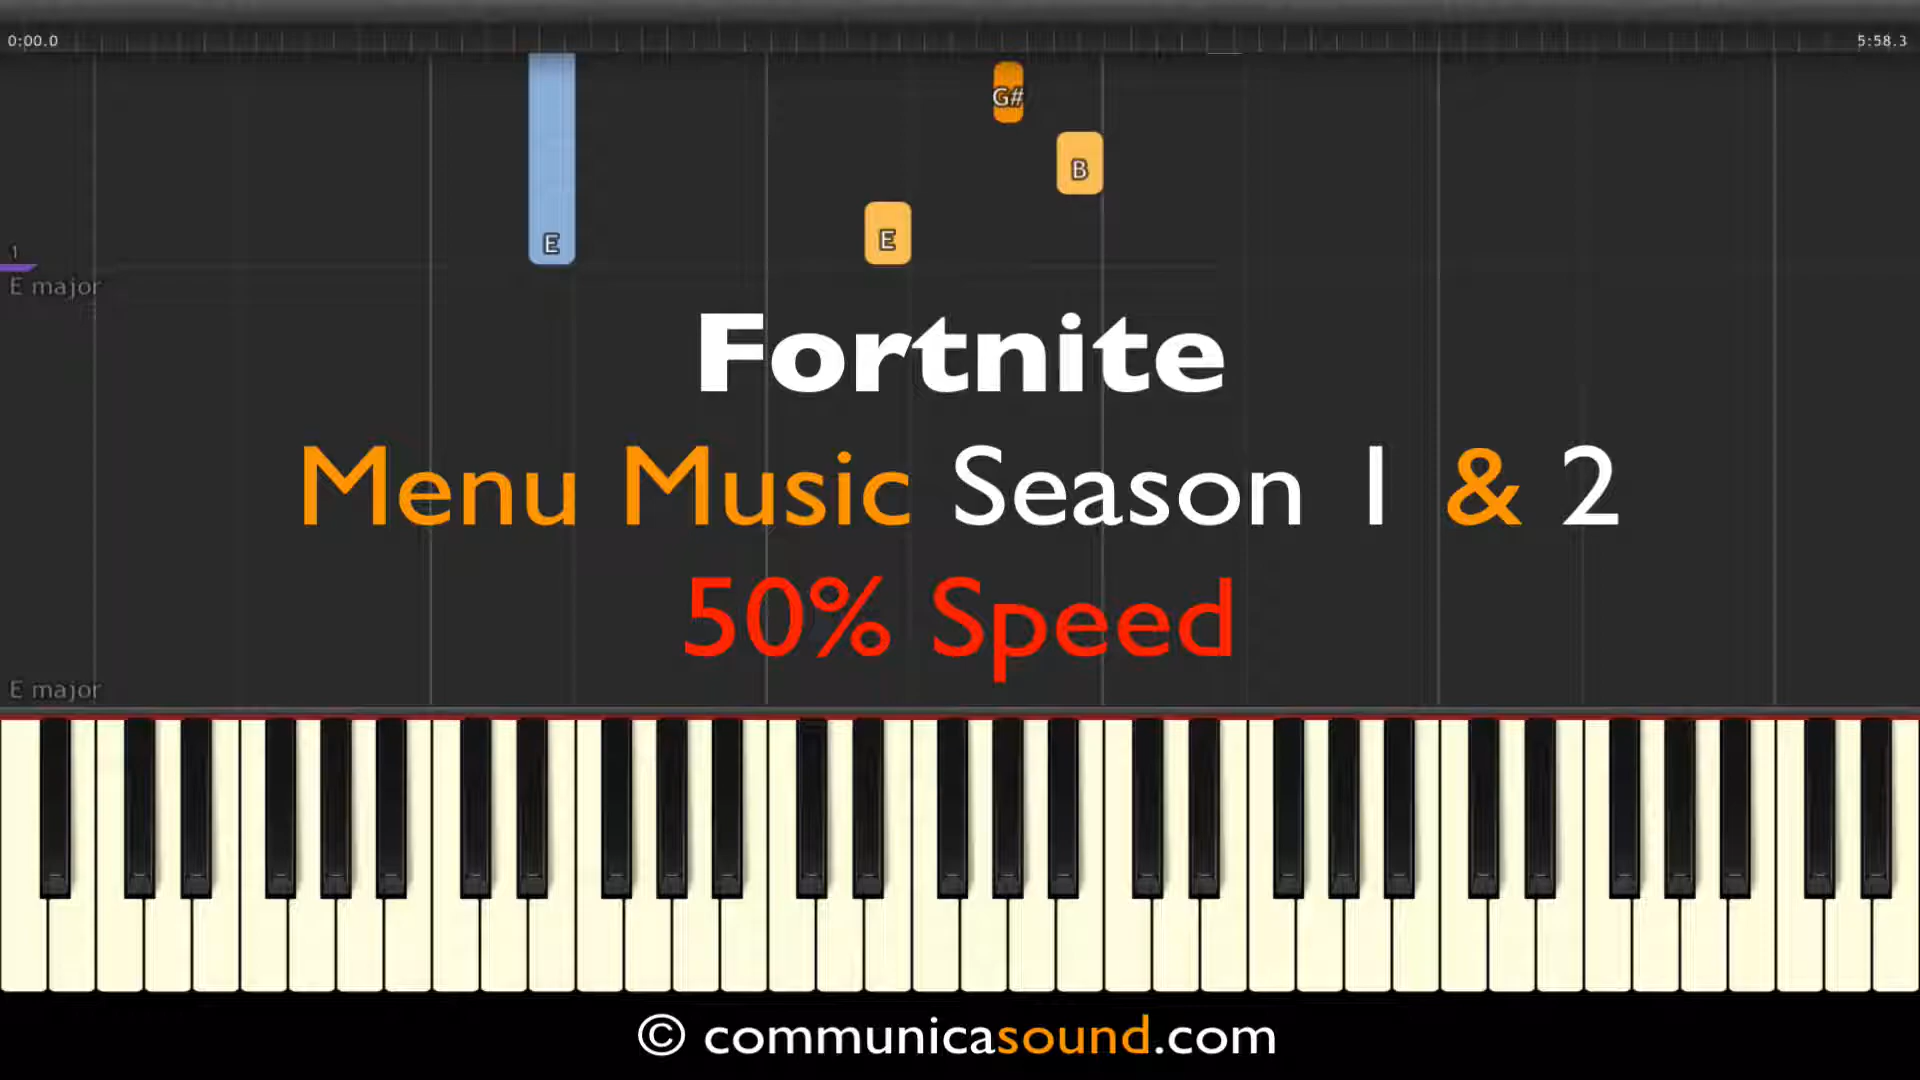 0:00.0
5:58.3
G#
B
E
E
1
E major
Fortnite
Menu Music Season 1 & 2
50% Speed
E major
© communicasound.com